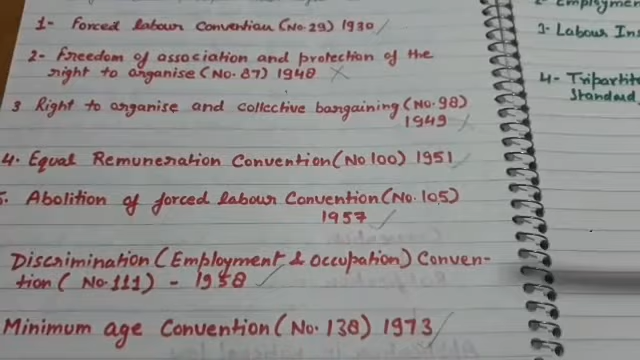 1- Forced labour Convention (No.29) 1930
2- Freedom of association and protection of the
right to organise (NO. 87) 1948
3 Right to organise and collective bargaining (NO.98)
1949
4. Equal Remuneration Convention (No 100) 1951
5. Abolition of forced labour Convention (No. 105)
1957
Discrimination (Employment & Occupation) Conven-
tion ( No.111) - 1958
Minimum age Convention (No. 138) 1973
2- Employmen
3. Labour Ins
4- Tripartite
Standard